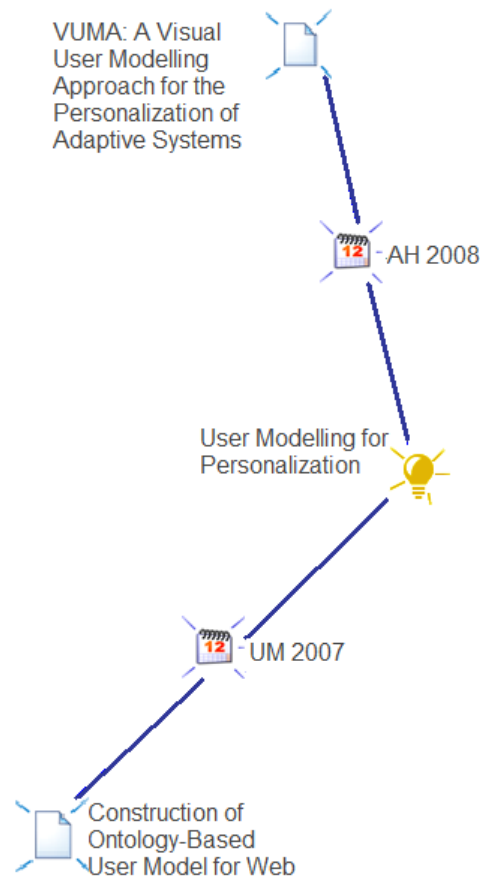 VUMA: A Visual
User Modelling
Approach for the
Personalization of
Adaptive Systems
12
AH 2008
User Modelling for
Personalization
12
UM 2007
Construction of
Ontology-Based
User Model for Web